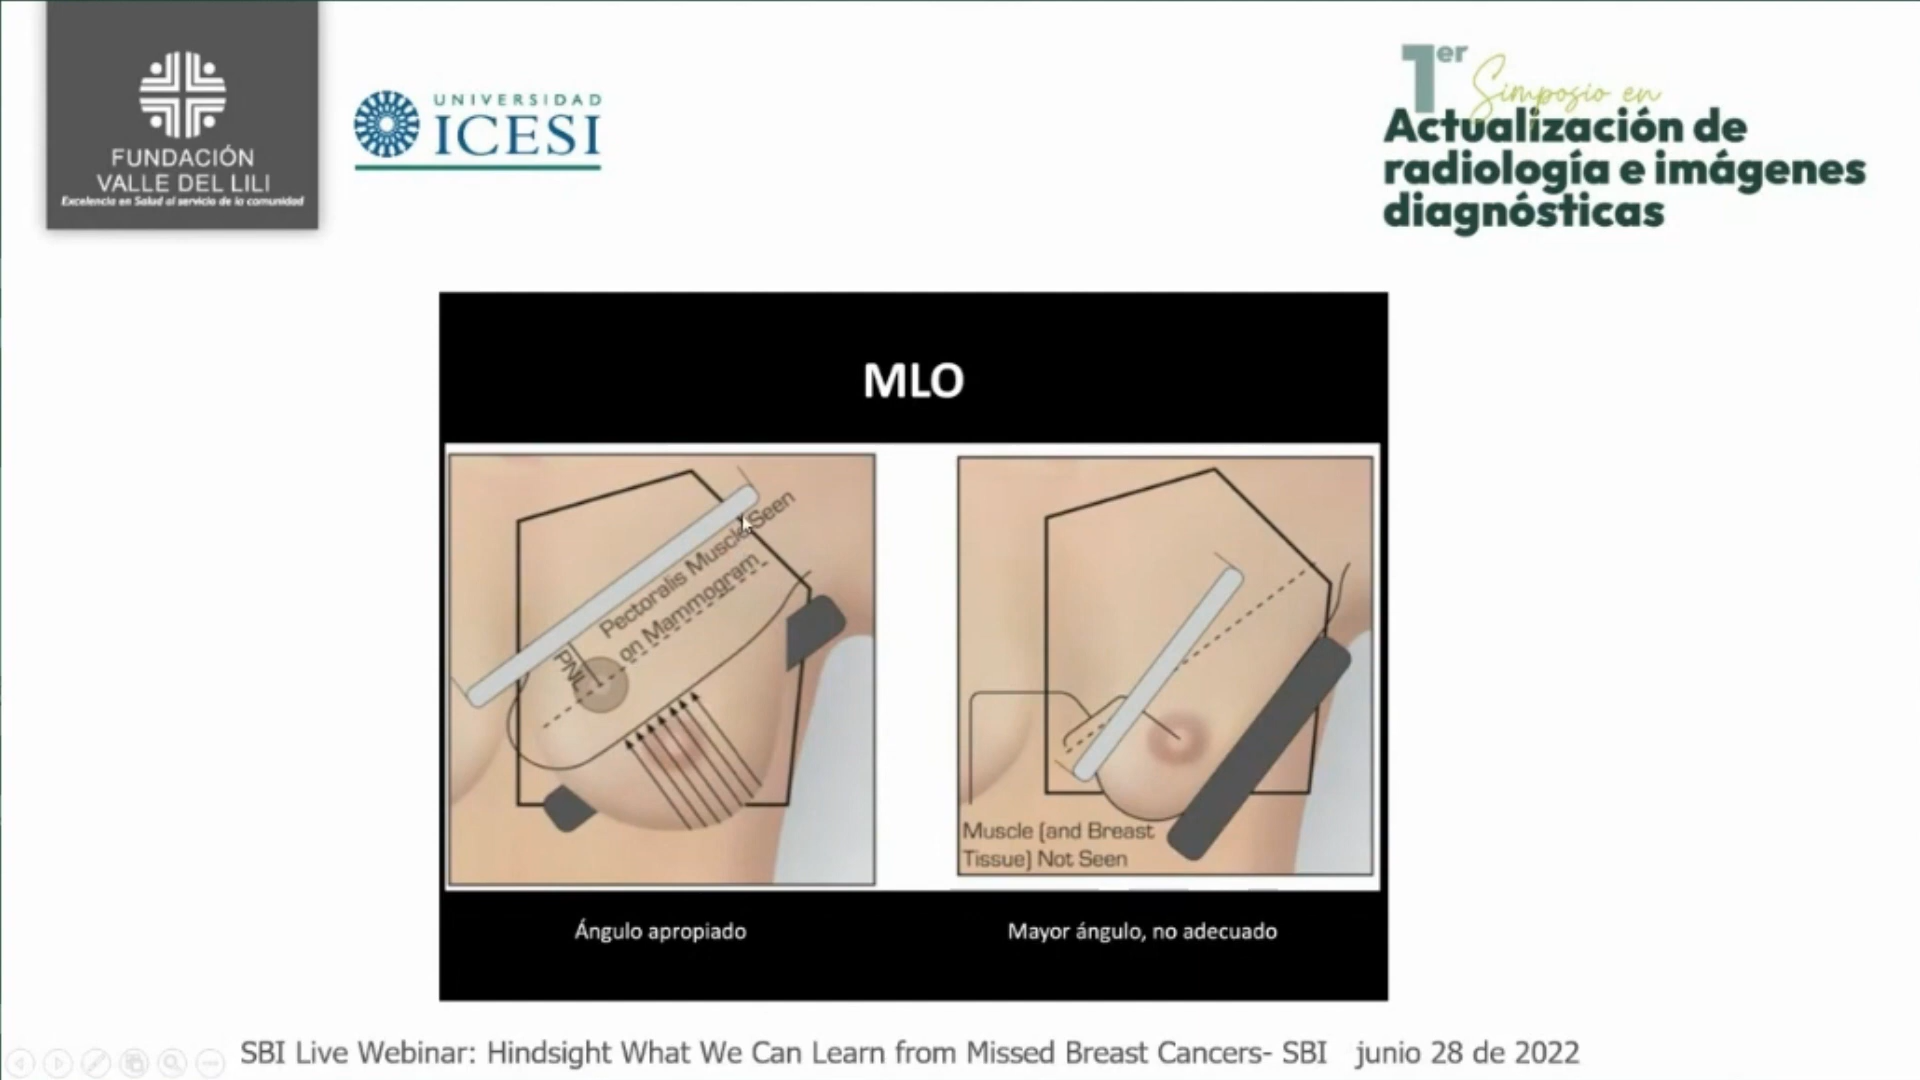 FUNDACIÓN
VALLE DEL LILI
Excelencia en Salud al servicio de la comunidad
UNIVERSIDAD
ICESI
1er
Simposio en
Actualización de
radiología e imágenes
diagnósticas
MLO
Pectoralis Muscle Seen
on Mammogram
PNL
Muscle (and Breast
Tissue) Not Seen
Ángulo apropiado
Mayor ángulo, no adecuado
SBI Live Webinar: Hindsight What We Can Learn from Missed Breast Cancers- SBI junio 28 de 2022